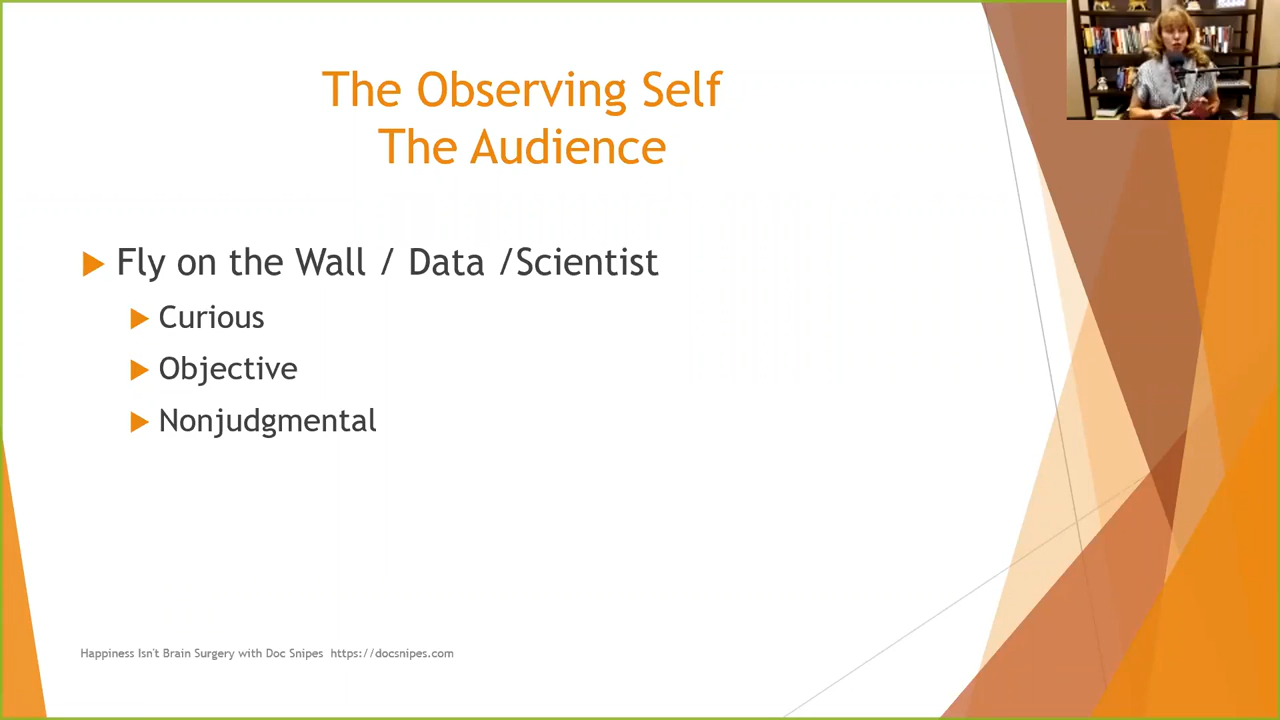 The Observing Self
The Audience
Fly on the Wall / Data /Scientist
Curious
Objective
Nonjudgmental
Happiness Isn't Brain Surgery with Doc Snipes https://docsnipes.com